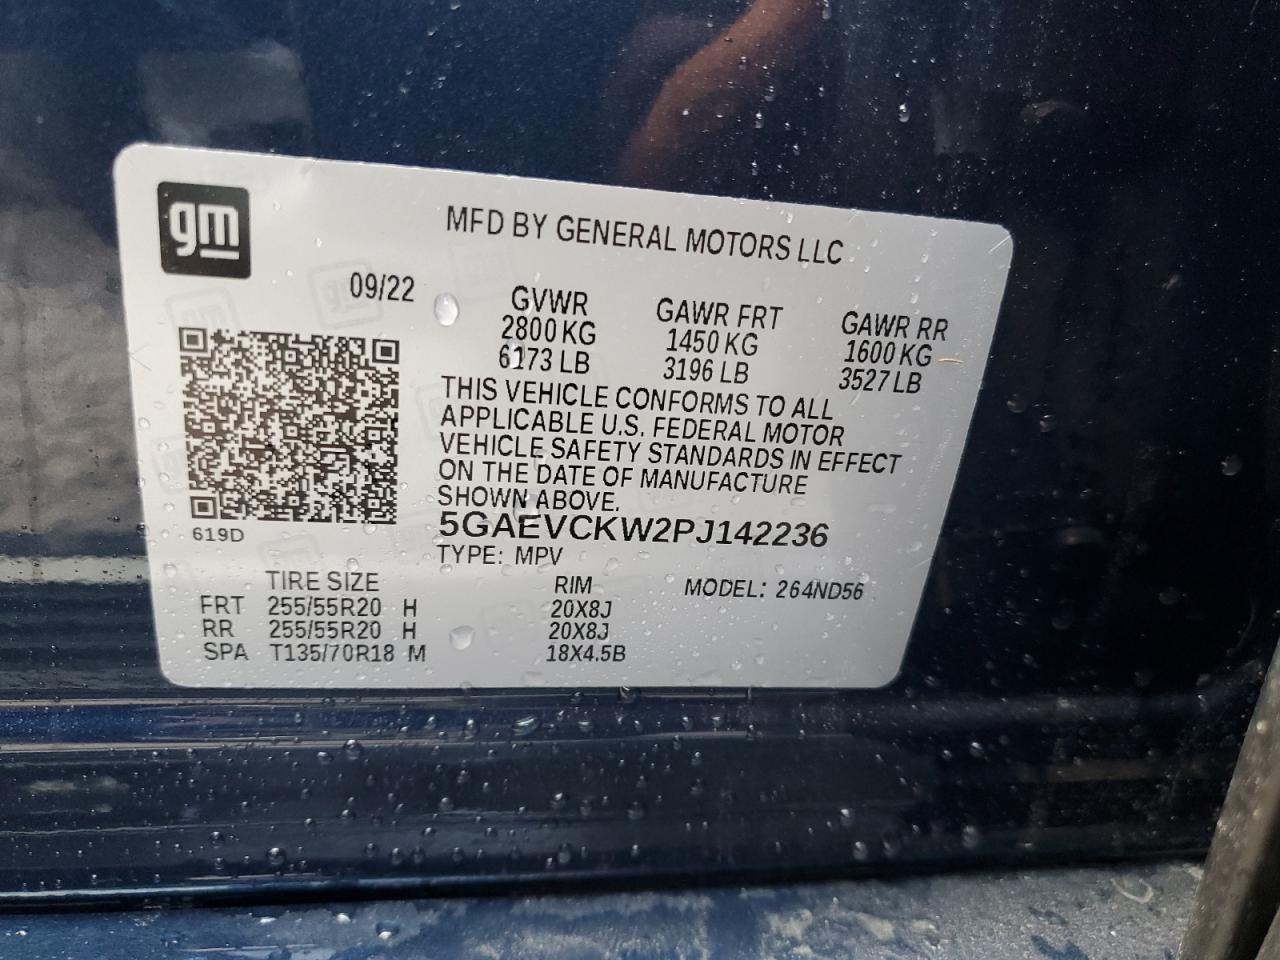 gm
MFD BY GENERAL MOTORS LLC
09/22
GVWR GAWR FRT GAWR RR
2800 KG 1450 KG 1600 KG
6173 LB 3196 LB 3527 LB
THIS VEHICLE CONFORMS TO ALL
APPLICABLE U.S. FEDERAL MOTOR
VEHICLE SAFETY STANDARDS IN EFFECT
ON THE DATE OF MANUFACTURE
SHOWN ABOVE.
619D
5GAEVCKW2PJ142236
TYPE: MPV
TIRE SIZE RIM MODEL: 264ND56
FRT 255/55R20 H 20X8J
RR 255/55R20 H 20X8J
SPA T135/70R18 M 18X4.5B